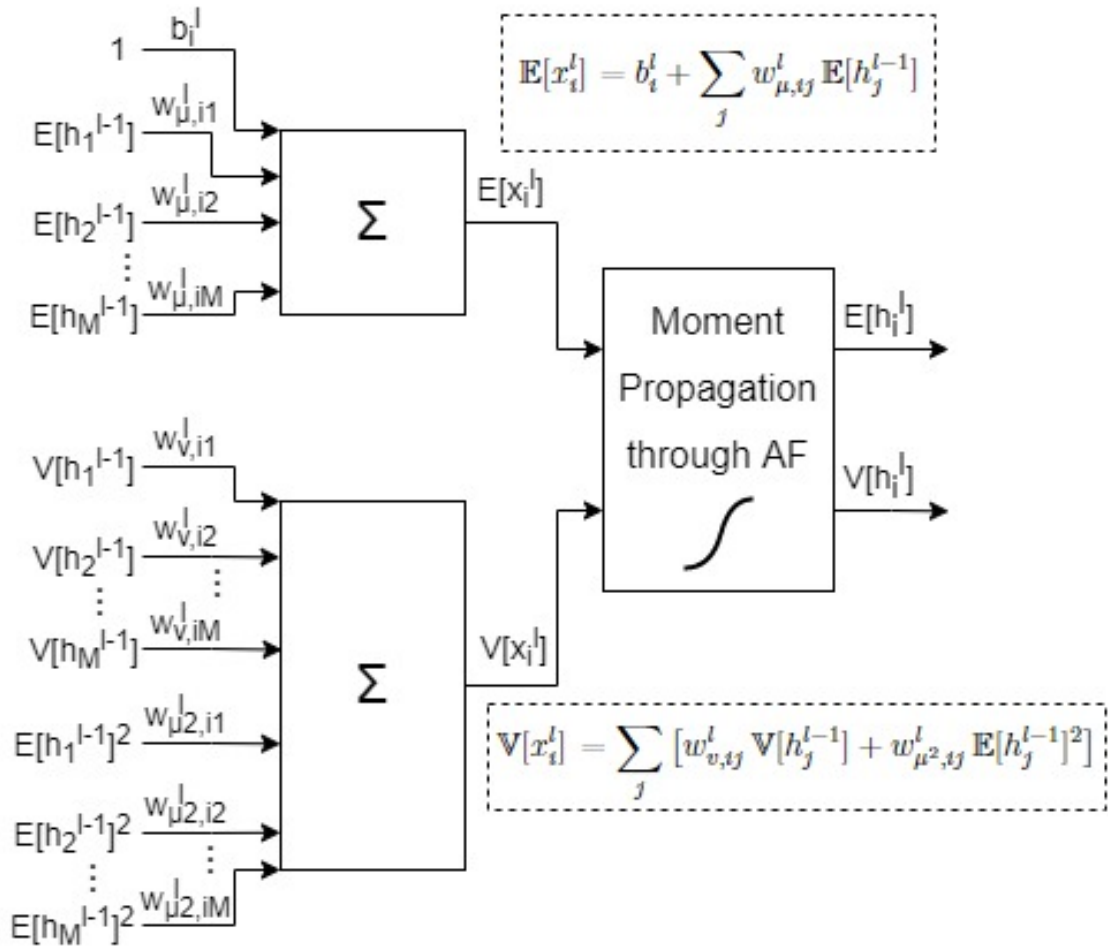 1 b_i^l
𝔼[x_i^l] = b_i^l + ∑_j w_{μ,ij}^l 𝔼[h_j^{l-1}]
E[h_1^{l-1}] w_{μ,i1}^l
E[h_2^{l-1}] w_{μ,i2}^l
⋮
E[h_M^{l-1}] w_{μ,iM}^l
Σ
E[x_i^l]
V[h_1^{l-1}] w_{v,i1}^l
V[h_2^{l-1}] w_{v,i2}^l
⋮ ⋮
V[h_M^{l-1}] w_{v,iM}^l
E[h_1^{l-1}]^2 w_{μ2,i1}^l
E[h_2^{l-1}]^2 w_{μ2,i2}^l
⋮ ⋮
E[h_M^{l-1}]^2 w_{μ2,iM}^l
Σ
V[x_i^l]
𝕍[x_i^l] = ∑_j [w_{v,ij}^l 𝕍[h_j^{l-1}] + w_{μ^2,ij}^l 𝔼[h_j^{l-1}]^2]
Moment
Propagation
through AF
E[h_i^l]
V[h_i^l]